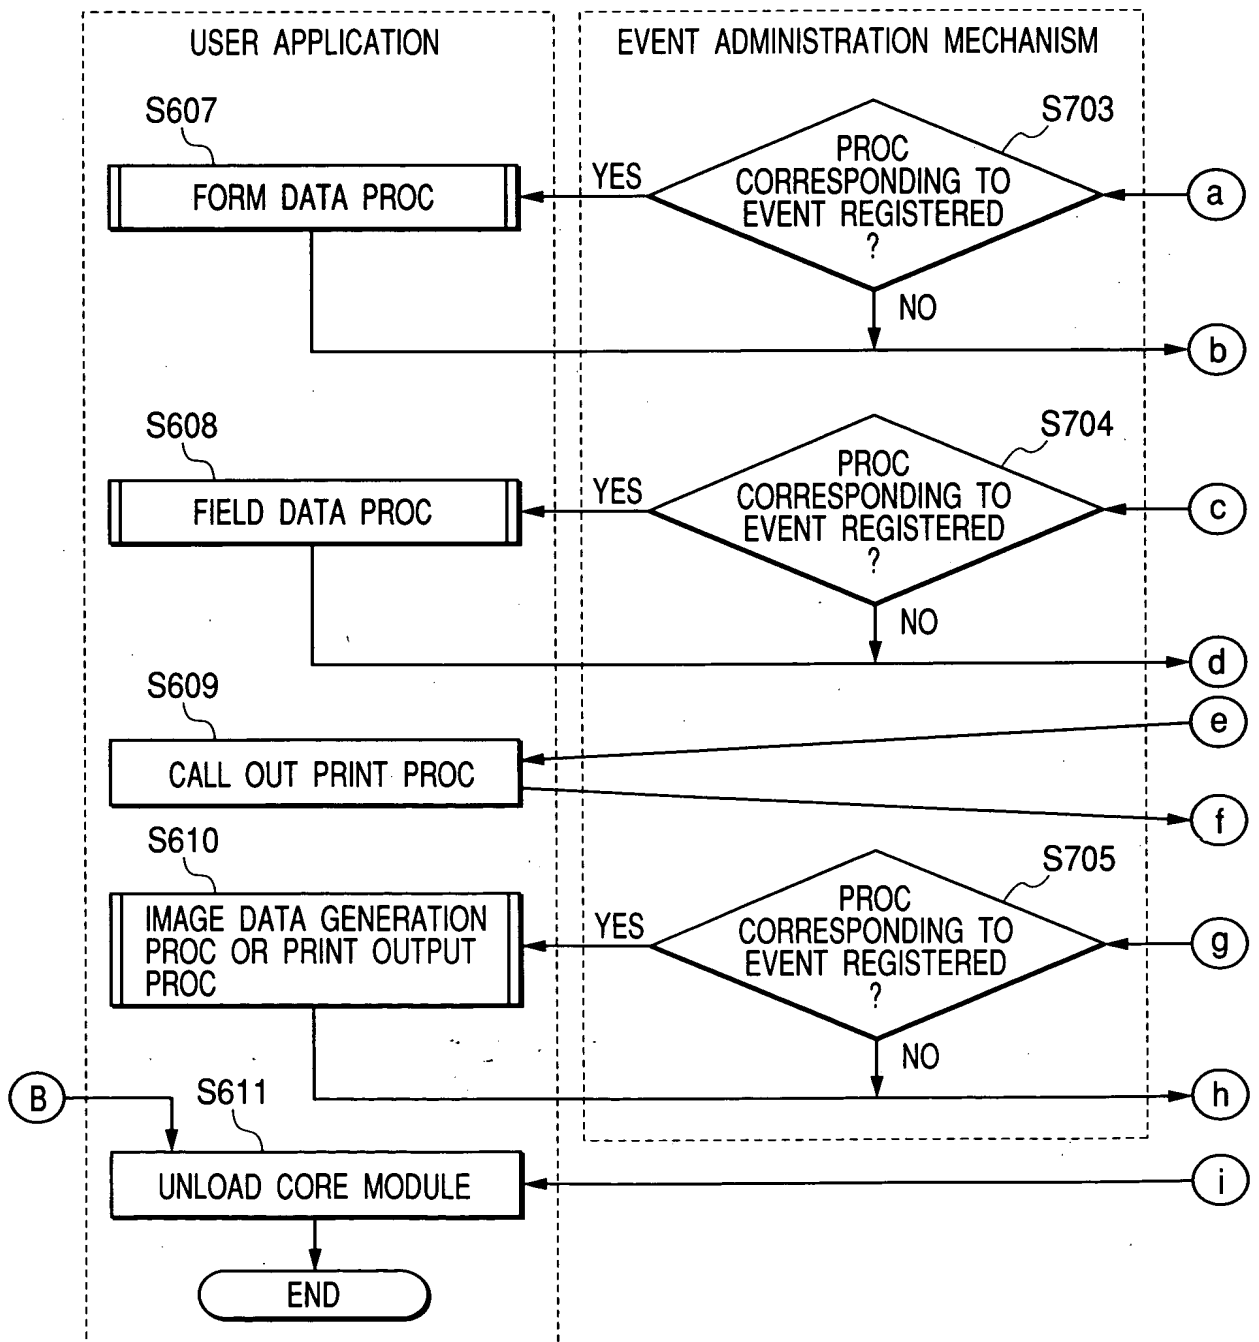 USER APPLICATION
EVENT ADMINISTRATION MECHANISM
S607
FORM DATA PROC
YES
S703
PROC
CORRESPONDING TO
EVENT REGISTERED
?
a
NO
b
S608
FIELD DATA PROC
YES
S704
PROC
CORRESPONDING TO
EVENT REGISTERED
?
c
NO
d
S609
CALL OUT PRINT PROC
e
f
S610
IMAGE DATA GENERATION
PROC OR PRINT OUTPUT
PROC
YES
S705
PROC
CORRESPONDING TO
EVENT REGISTERED
?
g
NO
h
B
S611
UNLOAD CORE MODULE
i
END